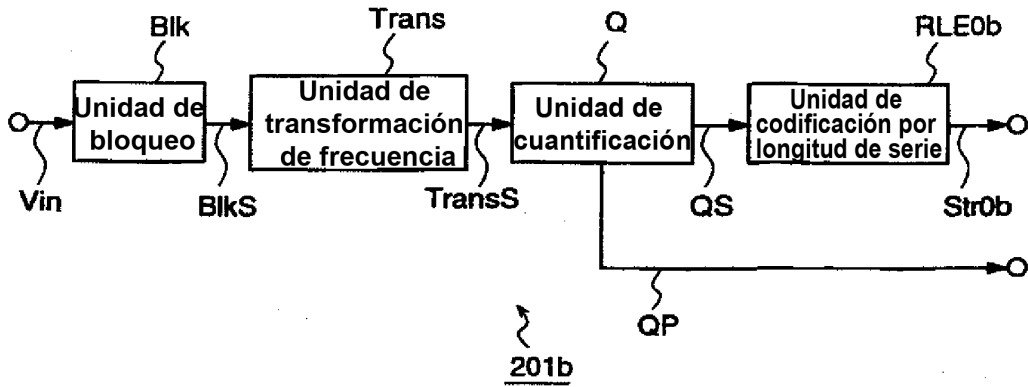 Blk
Trans
Q
RLE0b
Unidad de
bloqueo
Unidad de
transformación
de frecuencia
Unidad de
cuantificación
Unidad de
codificación por
longitud de serie
Vin
BlkS
TransS
QS
Str0b
QP
201b